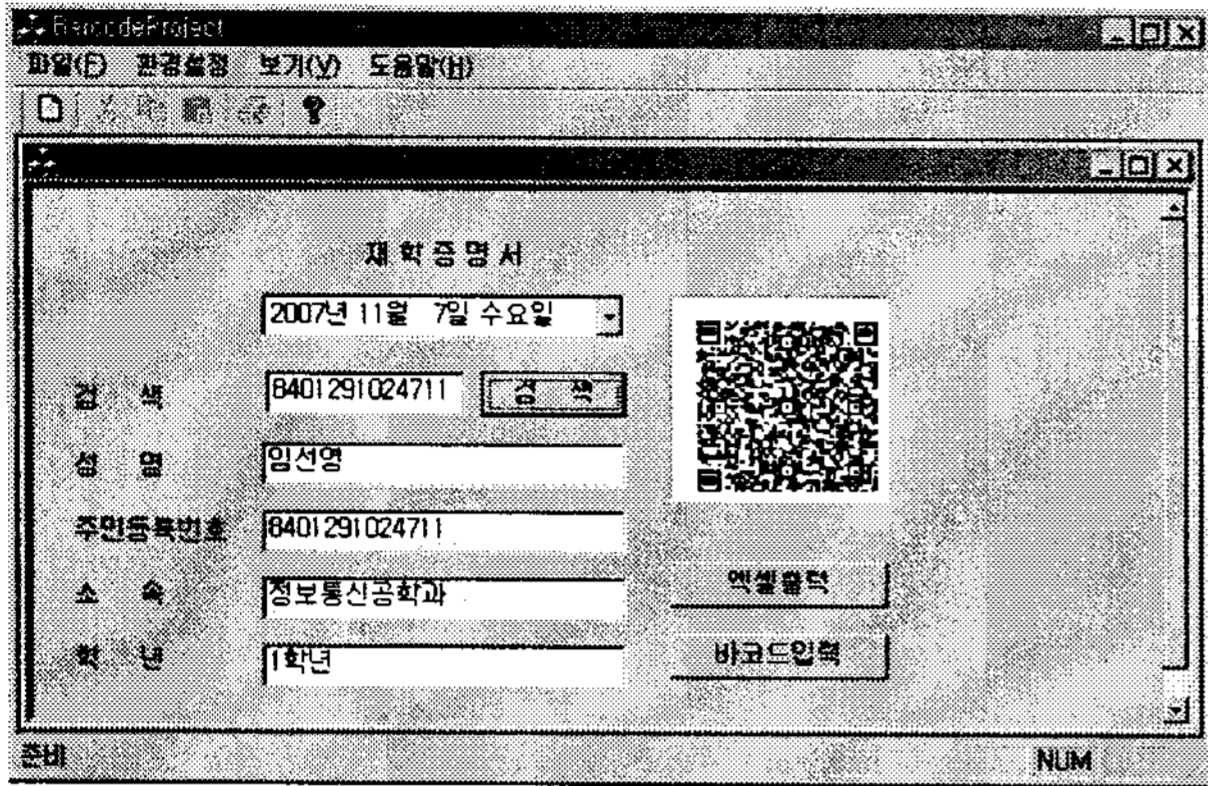 BarcodeProject
파일(F) 환경설정 보기(V) 도움말(H)
재 학 증 명 서
2007년 11월 7일 수요일
검 색 8401291024711 검 색
성 명 임선영
주민등록번호 8401291024711
소 속 정보통신공학과 엑셀출력
학 년 1학년 바코드입력
준비 NUM